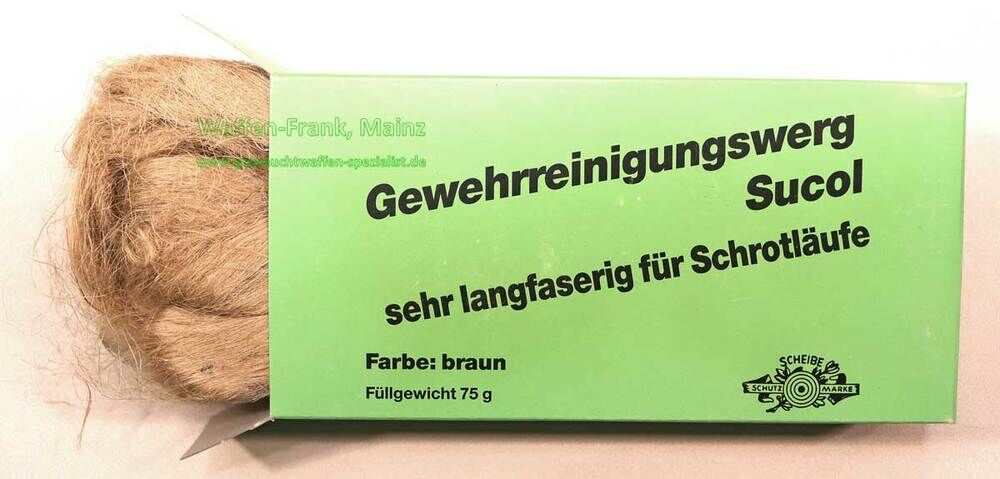 Waffen-Frank, Mainz
www.gebrauchtwaffen-spezialist.de
Gewehrreinigungswerg
Sucol
sehr langfaserig für Schrotläufe
Farbe: braun
Füllgewicht 75 g
SCHEIBE
SCHUTZ MARKE